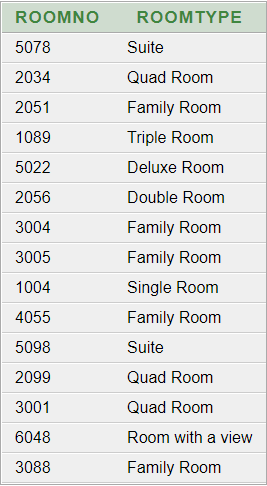 ROOMNO ROOMTYPE
5078 Suite
2034 Quad Room
2051 Family Room
1089 Triple Room
5022 Deluxe Room
2056 Double Room
3004 Family Room
3005 Family Room
1004 Single Room
4055 Family Room
5098 Suite
2099 Quad Room
3001 Quad Room
6048 Room with a view
3088 Family Room